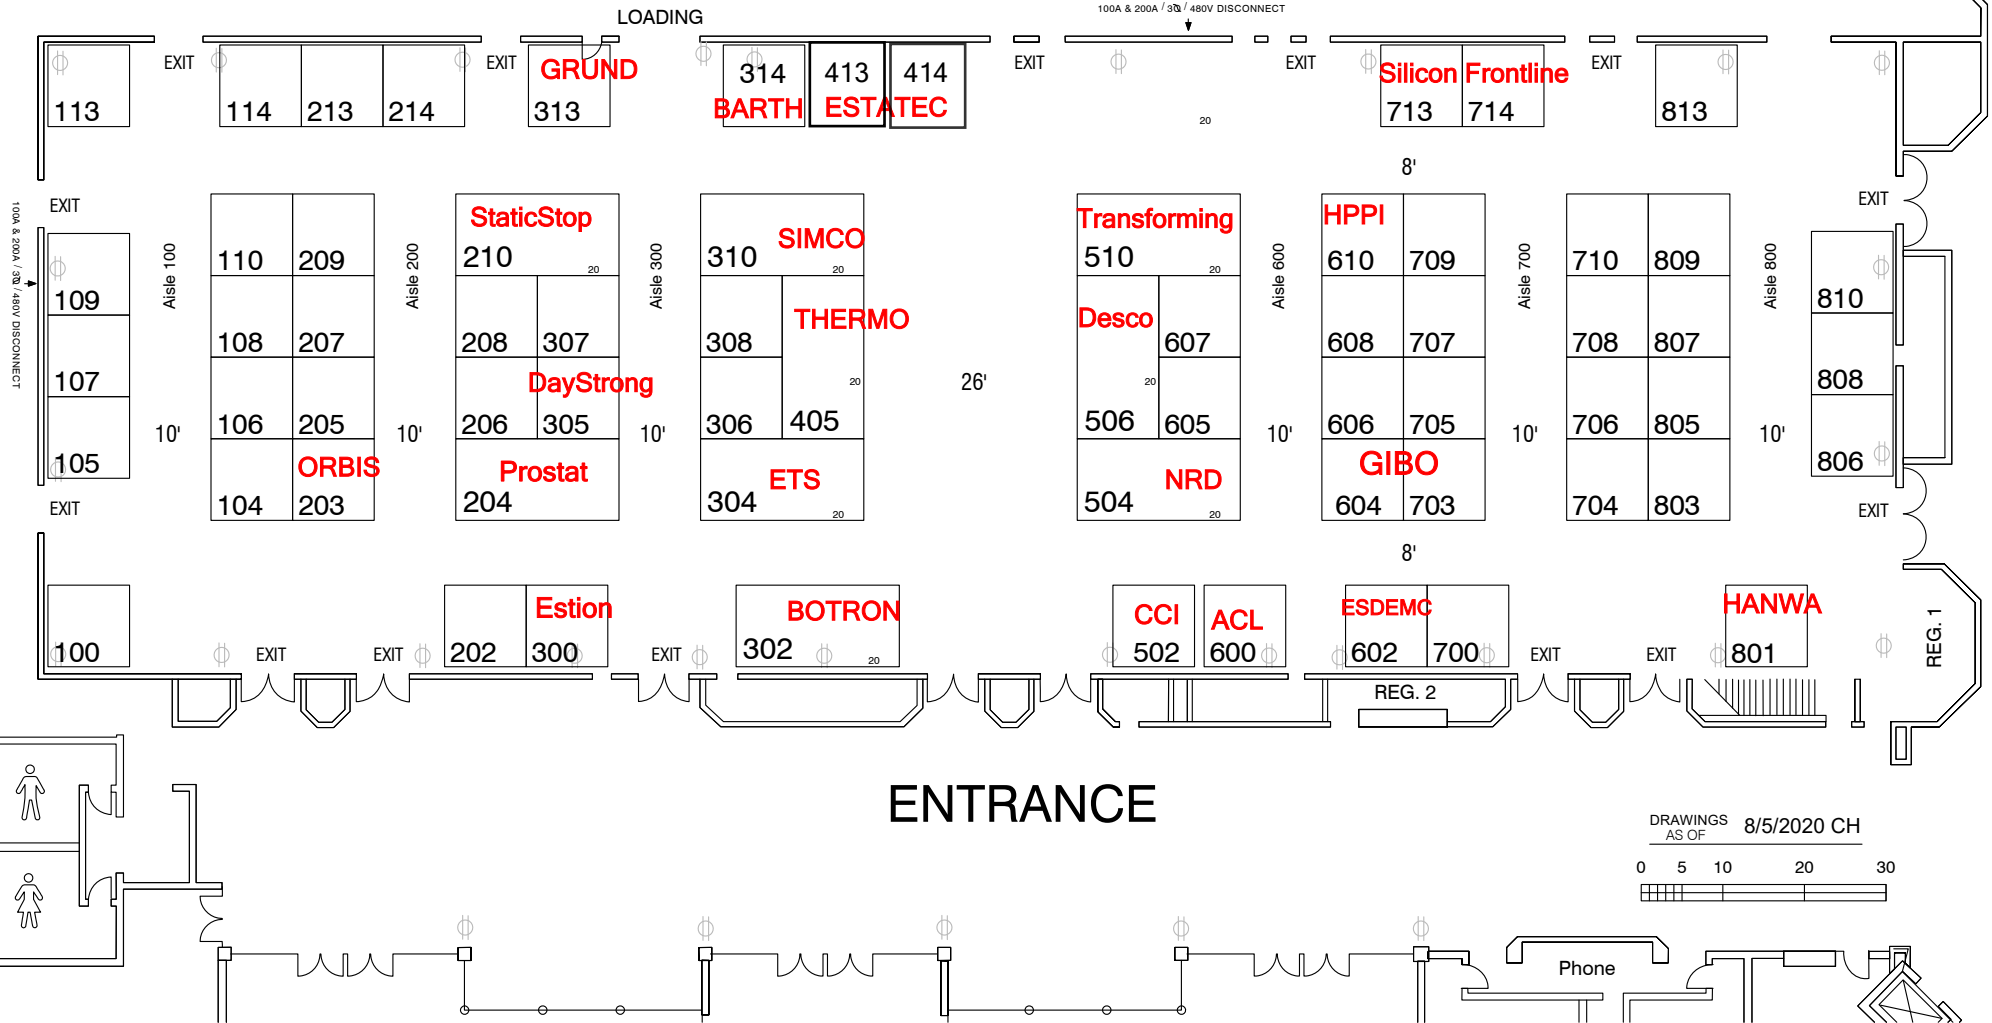 100A & 200A / 3Ø / 480V DISCONNECT
LOADING
EXIT
EXIT
EXIT
EXIT
EXIT
113
114
213
214
GRUND
313
314
BARTH
413
414
ESTATEC
20
Silicon Frontline
713
714
813
8'
EXIT
EXIT
100A & 200A / 3Ø / 480V DISCONNECT
109
107
105
EXIT
Aisle 100
10'
110
209
108
207
106
205
ORBIS
104
203
Aisle 200
10'
StaticStop
210
20
208
307
DayStrong
206
305
Prostat
204
Aisle 300
10'
310
SIMCO
20
308
THERMO
20
306
405
ETS
304
20
26'
Transforming
510
20
Desco
607
20
506
605
NRD
504
20
Aisle 600
10'
HPPI
610
709
608
707
606
705
GIBO
604
703
8'
Aisle 700
10'
710
809
708
807
706
805
704
803
Aisle 800
10'
810
808
806
EXIT
100
EXIT
EXIT
202
Estion
300
EXIT
BOTRON
302
20
CCI
502
ACL
600
ESDEMC
602
700
EXIT
EXIT
HANWA
801
REG. 1
REG. 2
ENTRANCE
DRAWINGS
AS OF
8/5/2020 CH
0 5 10 20 30
Phone